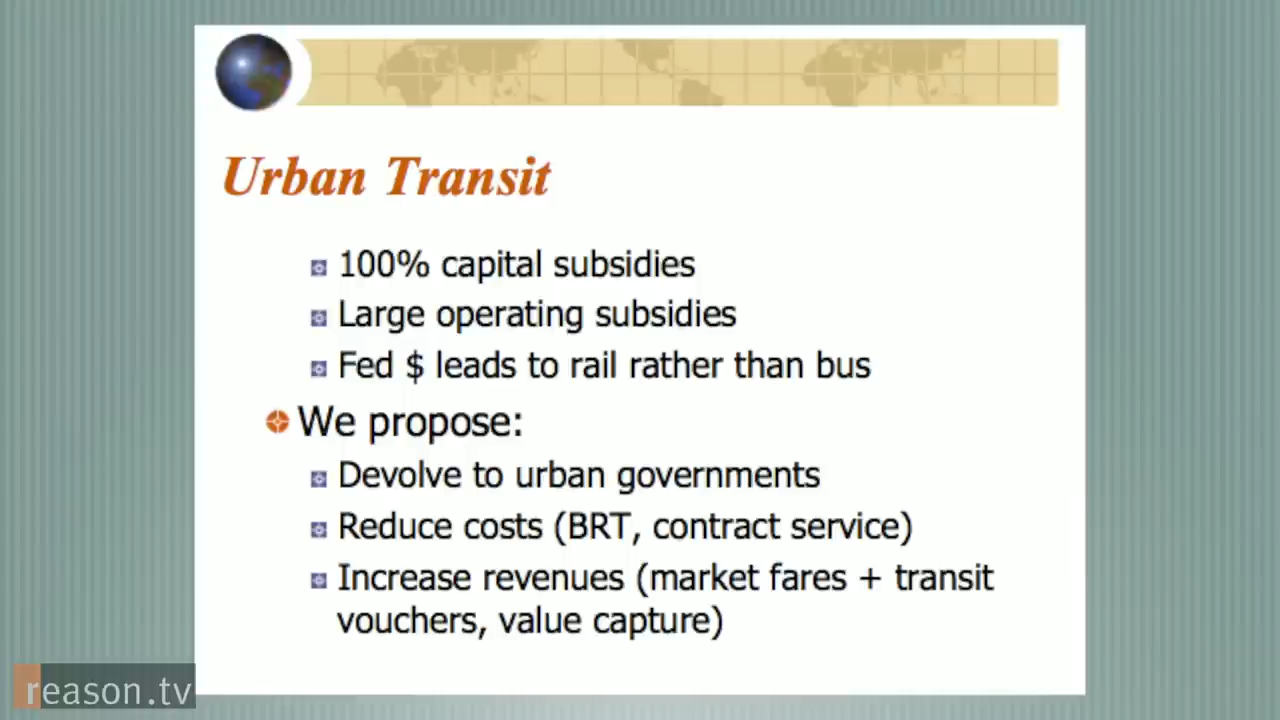 Urban Transit
100% capital subsidies
Large operating subsidies
Fed $ leads to rail rather than bus
We propose:
Devolve to urban governments
Reduce costs (BRT, contract service)
Increase revenues (market fares + transit
vouchers, value capture)
reason.tv